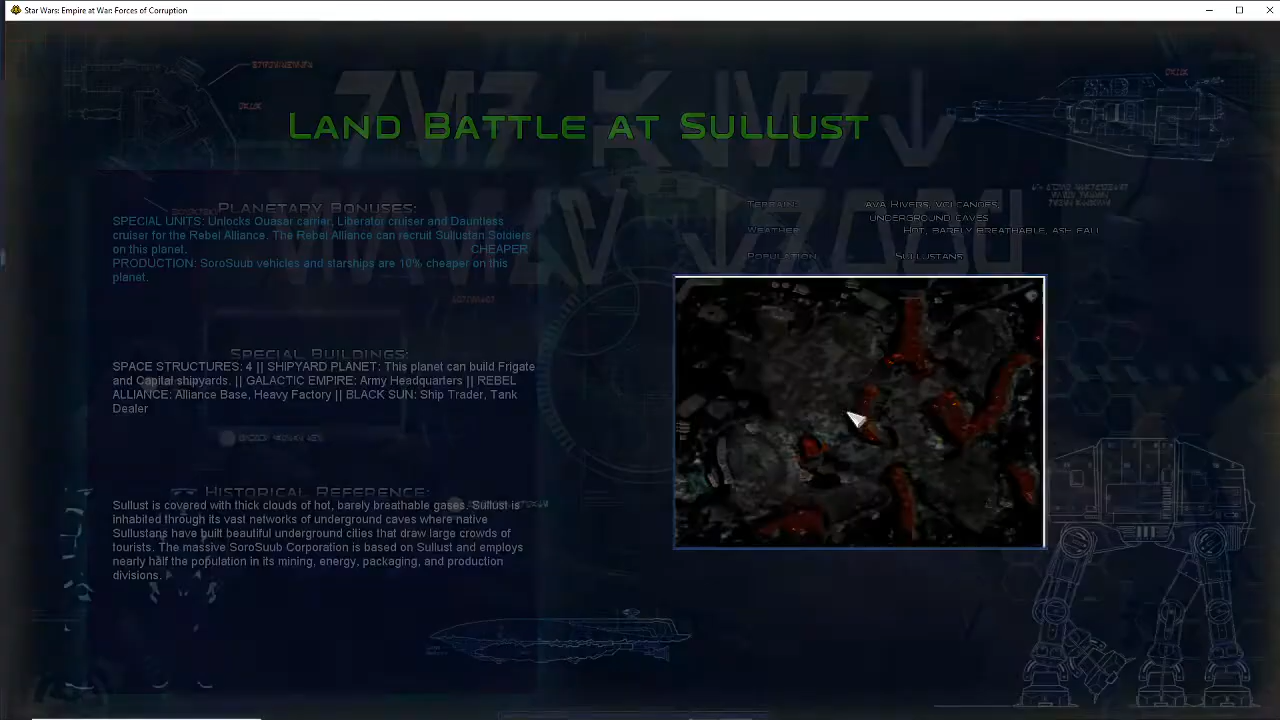 Star Wars: Empire at War: Forces of Corruption
Land Battle at Sullust
Planetary Bonuses:
SPECIAL UNITS: Unlocks Quasar carrier, Liberator cruiser and Dauntless
cruiser for the Rebel Alliance. The Rebel Alliance can recruit Sullustan Soldiers
on this planet. CHEAPER
PRODUCTION: SoroSuub vehicles and starships are 10% cheaper on this
planet.
Special Buildings:
SPACE STRUCTURES: 4 || SHIPYARD PLANET: This planet can build Frigate
and Capital shipyards. || GALACTIC EMPIRE: Army Headquarters || REBEL
ALLIANCE: Alliance Base, Heavy Factory || BLACK SUN: Ship Trader, Tank
Dealer
Historical Reference:
Sullust is covered with thick clouds of hot, barely breathable gases. Sullust is
inhabited through its vast networks of underground caves where native
Sullustans have built beautiful underground cities that draw large crowds of
tourists. The massive SoroSuub Corporation is based on Sullust and employs
nearly half the population in its mining, energy, packaging, and production
divisions.
Terrain: Lava Rivers, volcanoes,
underground caves
Weather: Hot, barely breathable, ash fall
Population: Sullustans